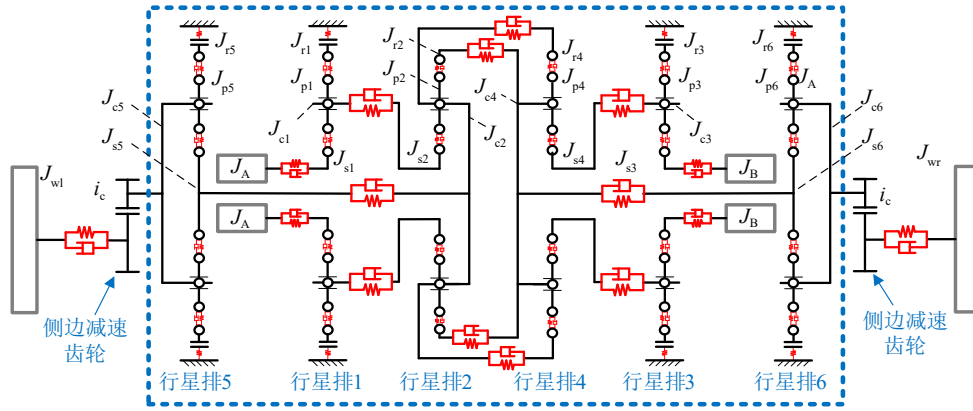 J_r5 J_r1 J_r2 J_r4 J_r3 J_r6
J_p5 J_p1 J_p2 J_c4 J_p4 J_p3 J_p6 J_A
J_c5 J_c1 J_c2 J_c3 J_c6
J_s5 J_s1 J_s2 J_s4 J_s3 J_s6
J_wl i_c J_A J_B i_c J_wr
J_A J_B
侧边减速
齿轮
侧边减速
齿轮
行星排5 行星排1 行星排2 行星排4 行星排3 行星排6